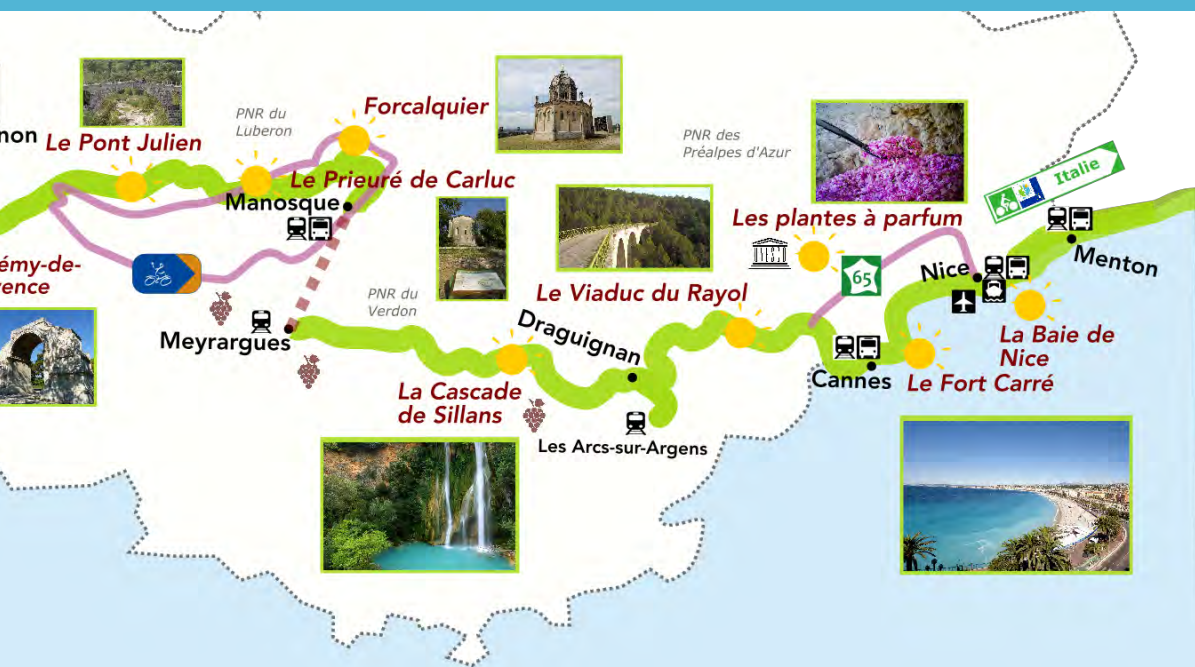 Forcalquier
PNR du
Luberon
non
Le Pont Julien
PNR des
Préalpes d'Azur
Italie
Le Prieuré de Carluc
Manosque
Les plantes à parfum
65
Nice
Menton
émy-de-
vence
PNR du
Verdon
Le Viaduc du Rayol
Meyrargues
Draguignan
La Baie de
Nice
Cannes
Le Fort Carré
La Cascade
de Sillans
Les Arcs-sur-Argens